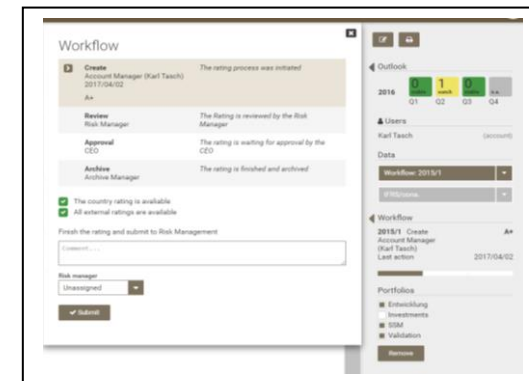 Workflow
Create
Account Manager (Karl Tasch)
2017/04/02
A+
The rating process was initiated
Review
Risk Manager
The Rating is reviewed by the Risk
Manager
Approval
CEO
The rating is waiting for approval by the
CEO
Archive
Archive Manager
The rating is finished and archived
The country rating is available
All external ratings are available
Finish the rating and submit to Risk Management
Comment...
Risk manager
Unassigned
Submit
Outlook
2016
0
1
watch
0
n.a.
Q1 Q2 Q3 Q4
Users
Karl Tasch (account)
Data
Workflow: 2015/1
Workflow
2015/1 Create A+
Account Manager
(Karl Tasch)
Last action 2017/04/02
Portfolios
Entwicklung
Investments
SSM
Validation
Remove